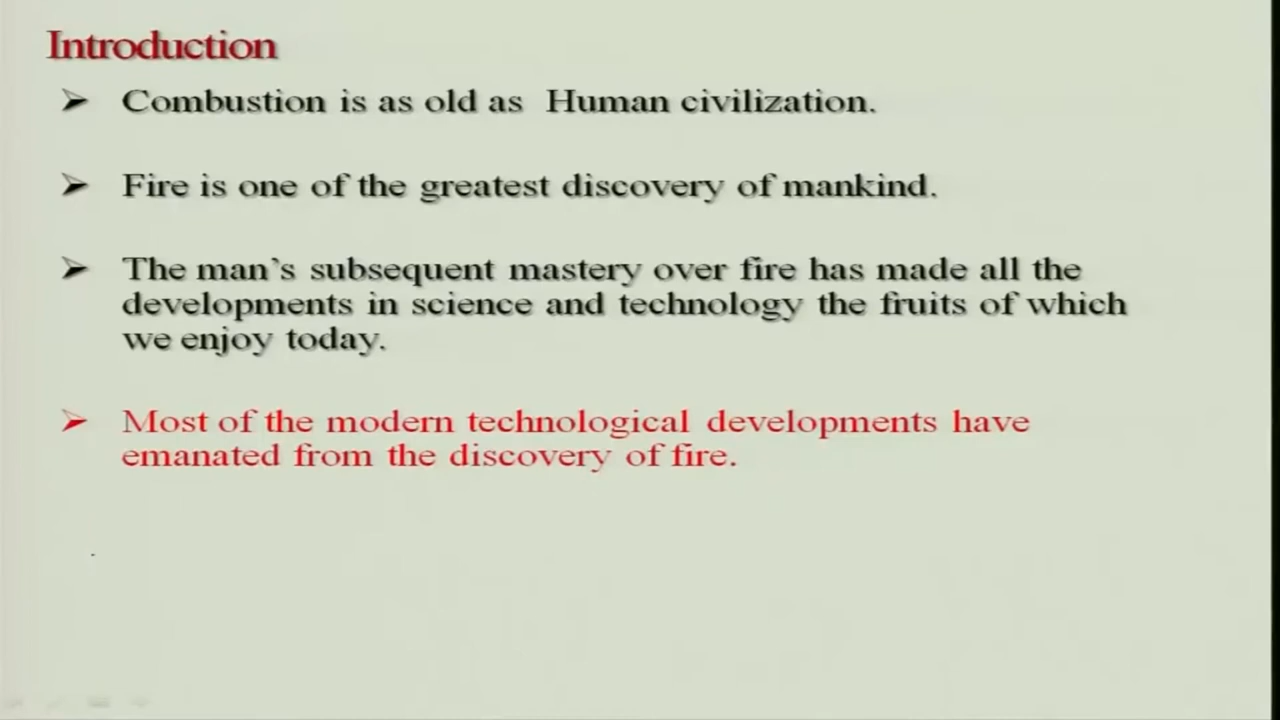 Introduction
Combustion is as old as Human civilization.
Fire is one of the greatest discovery of mankind.
The man's subsequent mastery over fire has made all the
developments in science and technology the fruits of which
we enjoy today.
Most of the modern technological developments have
emanated from the discovery of fire.